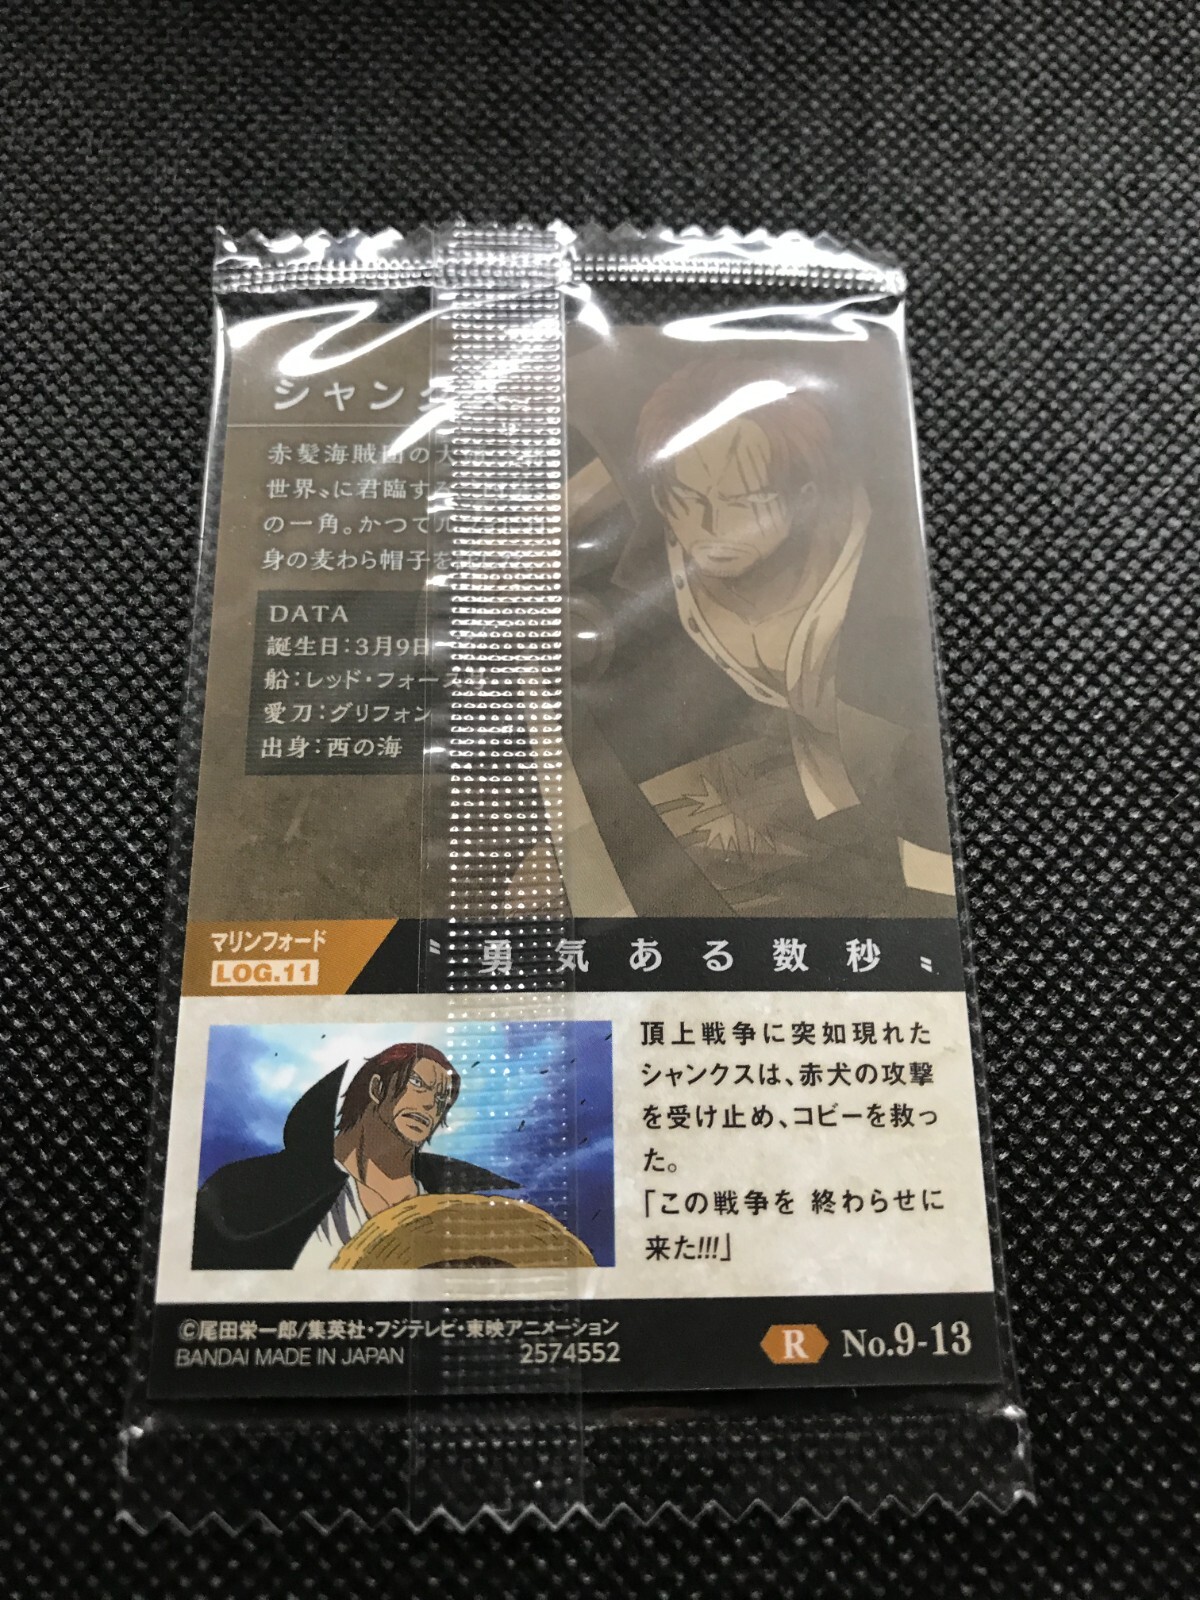 シャンク
赤髪海賊団の大
世界〟に君臨する
の一角。かつて
身の麦わら帽子を
DATA
誕生日：3月9日
船：レッド・フォース
愛刀：グリフォン
出身：西の海
マリンフォード
LOG.11
〝勇気ある数秒〟
頂上戦争に突如現れた
シャンクスは、赤犬の攻撃
を受け止め、コビーを救っ
た。
「この戦争を 終わらせに
来た!!!」
©尾田栄一郎/集英社・フジテレビ・東映アニメーション
BANDAI MADE IN JAPAN 2574552
R No.9-13